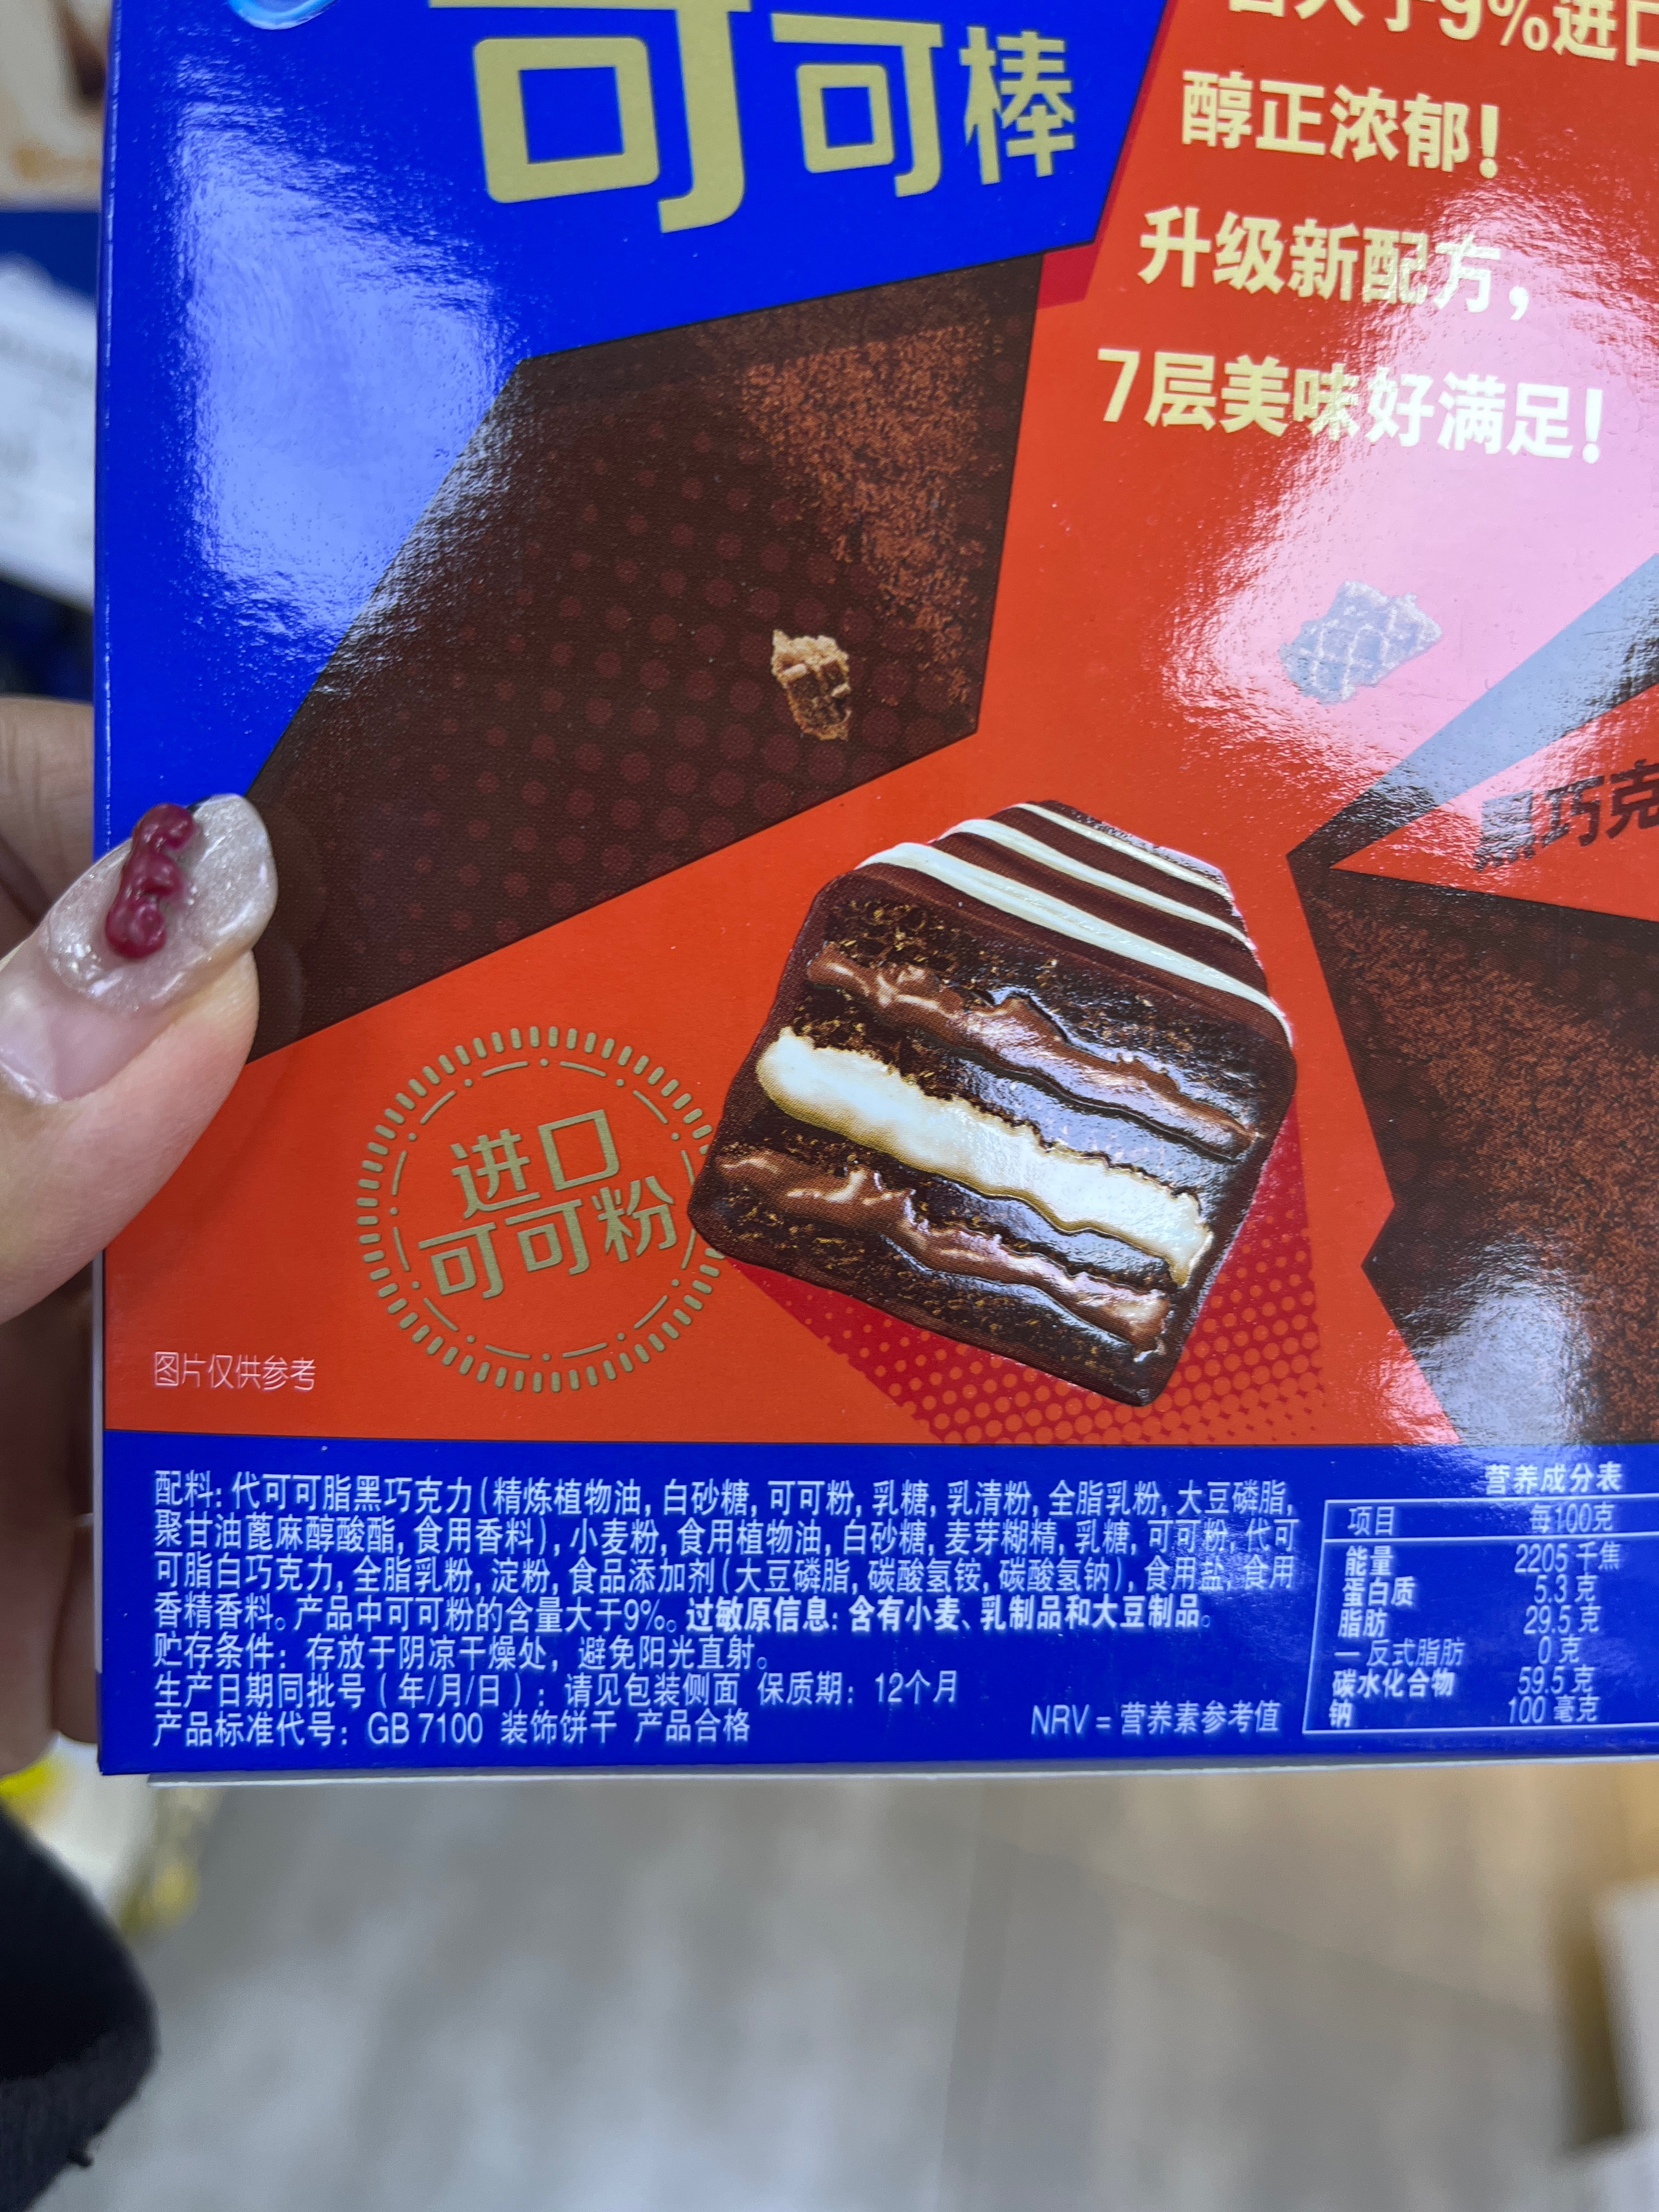 可可棒
大于9%进口
醇正浓郁！
升级新配方，
7层美味好满足！
黑巧克
进口
可可粉
图片仅供参考
配料：代可可脂黑巧克力（精炼植物油，白砂糖，可可粉，乳糖，乳清粉，全脂乳粉，大豆磷脂，
聚甘油蓖麻醇酸酯，食用香料），小麦粉，食用植物油，白砂糖，麦芽糊精，乳糖，可可粉，代可
可脂白巧克力，全脂乳粉，淀粉，食品添加剂（大豆磷脂，碳酸氢铵，碳酸氢钠），食用盐，食用
香精香料。产品中可可粉的含量大于9%。过敏原信息：含有小麦、乳制品和大豆制品。
贮存条件：存放于阴凉干燥处，避免阳光直射。
生产日期同批号（年/月/日）：请见包装侧面 保质期：12个月
产品标准代号：GB 7100 装饰饼干 产品合格
NRV = 营养素参考值
营养成分表
项目 每100克
能量 2205 千焦
蛋白质 5.3 克
脂肪 29.5 克
— 反式脂肪 0 克
碳水化合物 59.5 克
钠 100 毫克